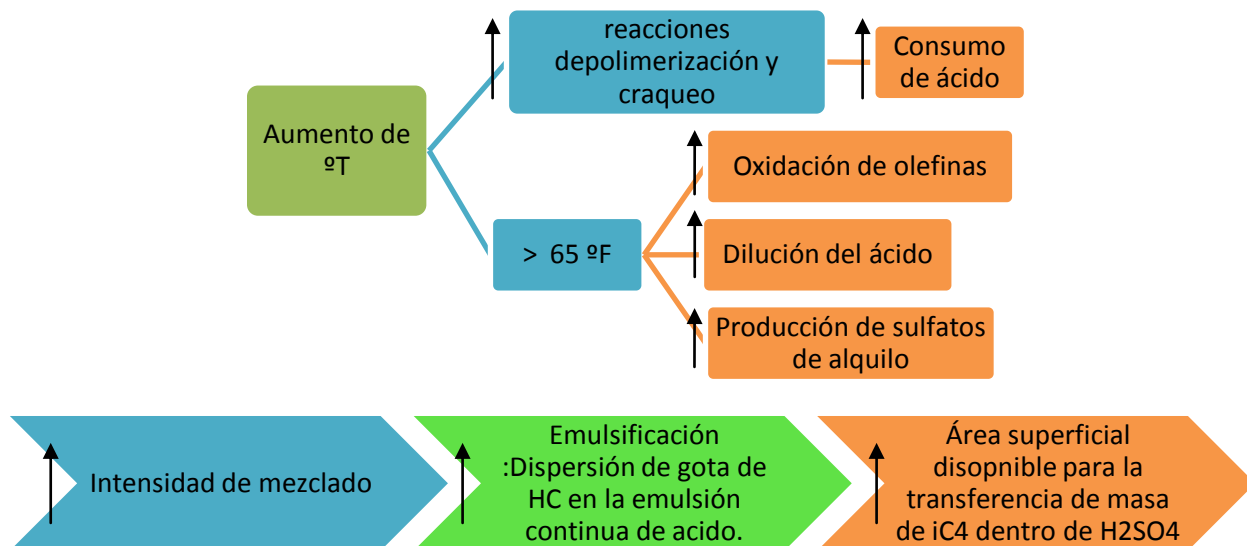 reacciones
depolimerización y
craqueo
Consumo
de ácido
Aumento de
ºT
Oxidación de olefinas
> 65 ºF
Dilución del ácido
Producción de sulfatos
de alquilo
Intensidad de mezclado
Emulsificación
:Dispersión de gota de
HC en la emulsión
continua de acido.
Área superficial
disopnible para la
transferencia de masa
de iC4 dentro de H2SO4